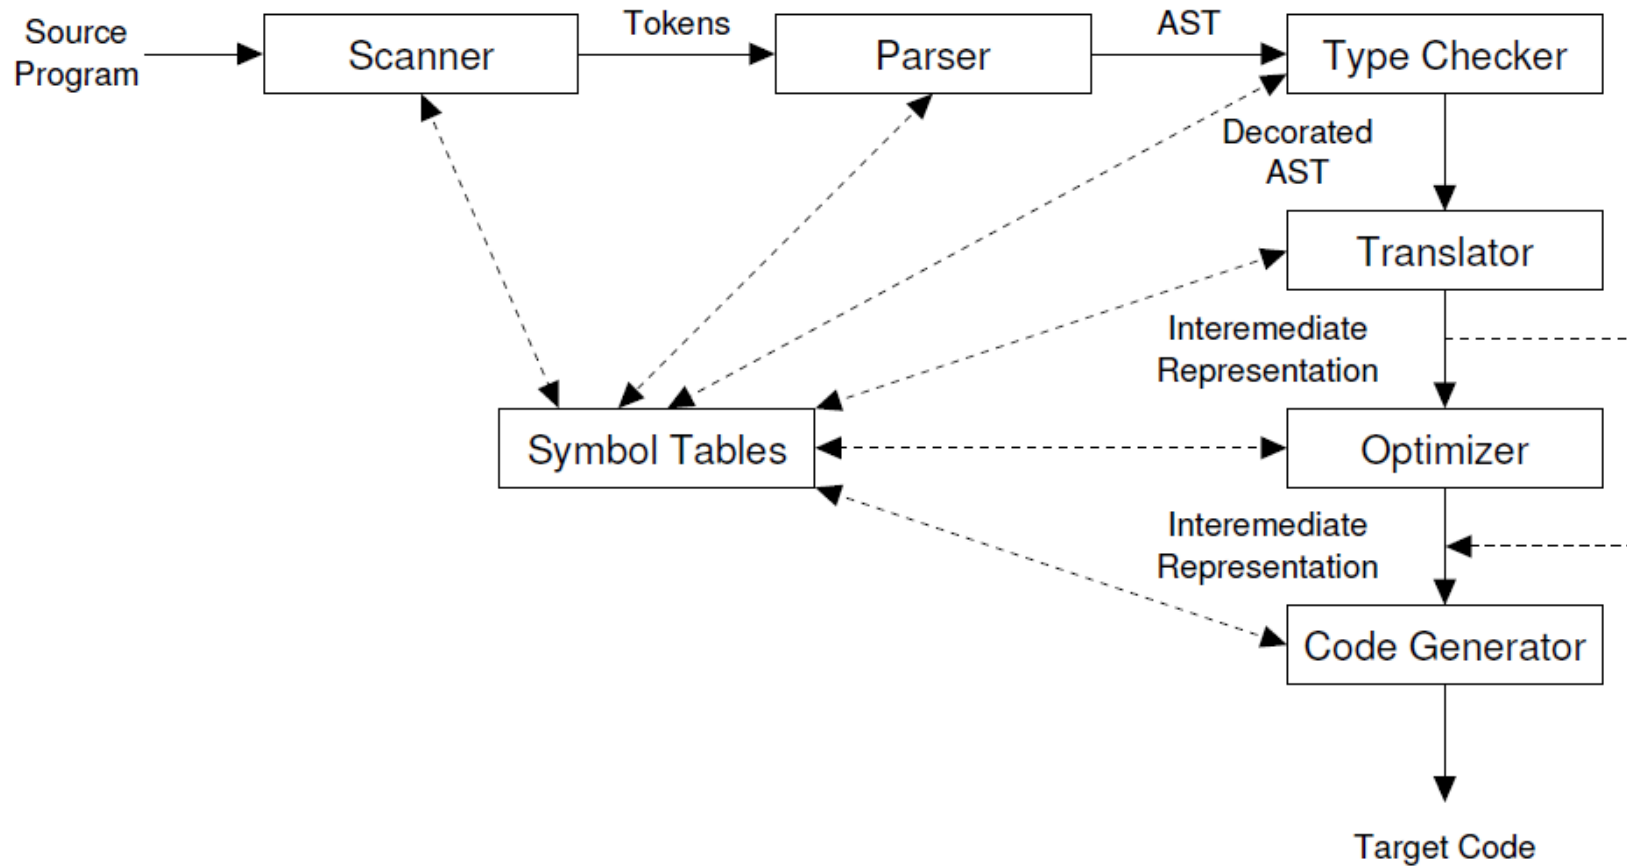 Source
Program
Scanner
Tokens
Parser
AST
Type Checker
Decorated
AST
Translator
Interemediate
Representation
Symbol Tables
Optimizer
Interemediate
Representation
Code Generator
Target Code